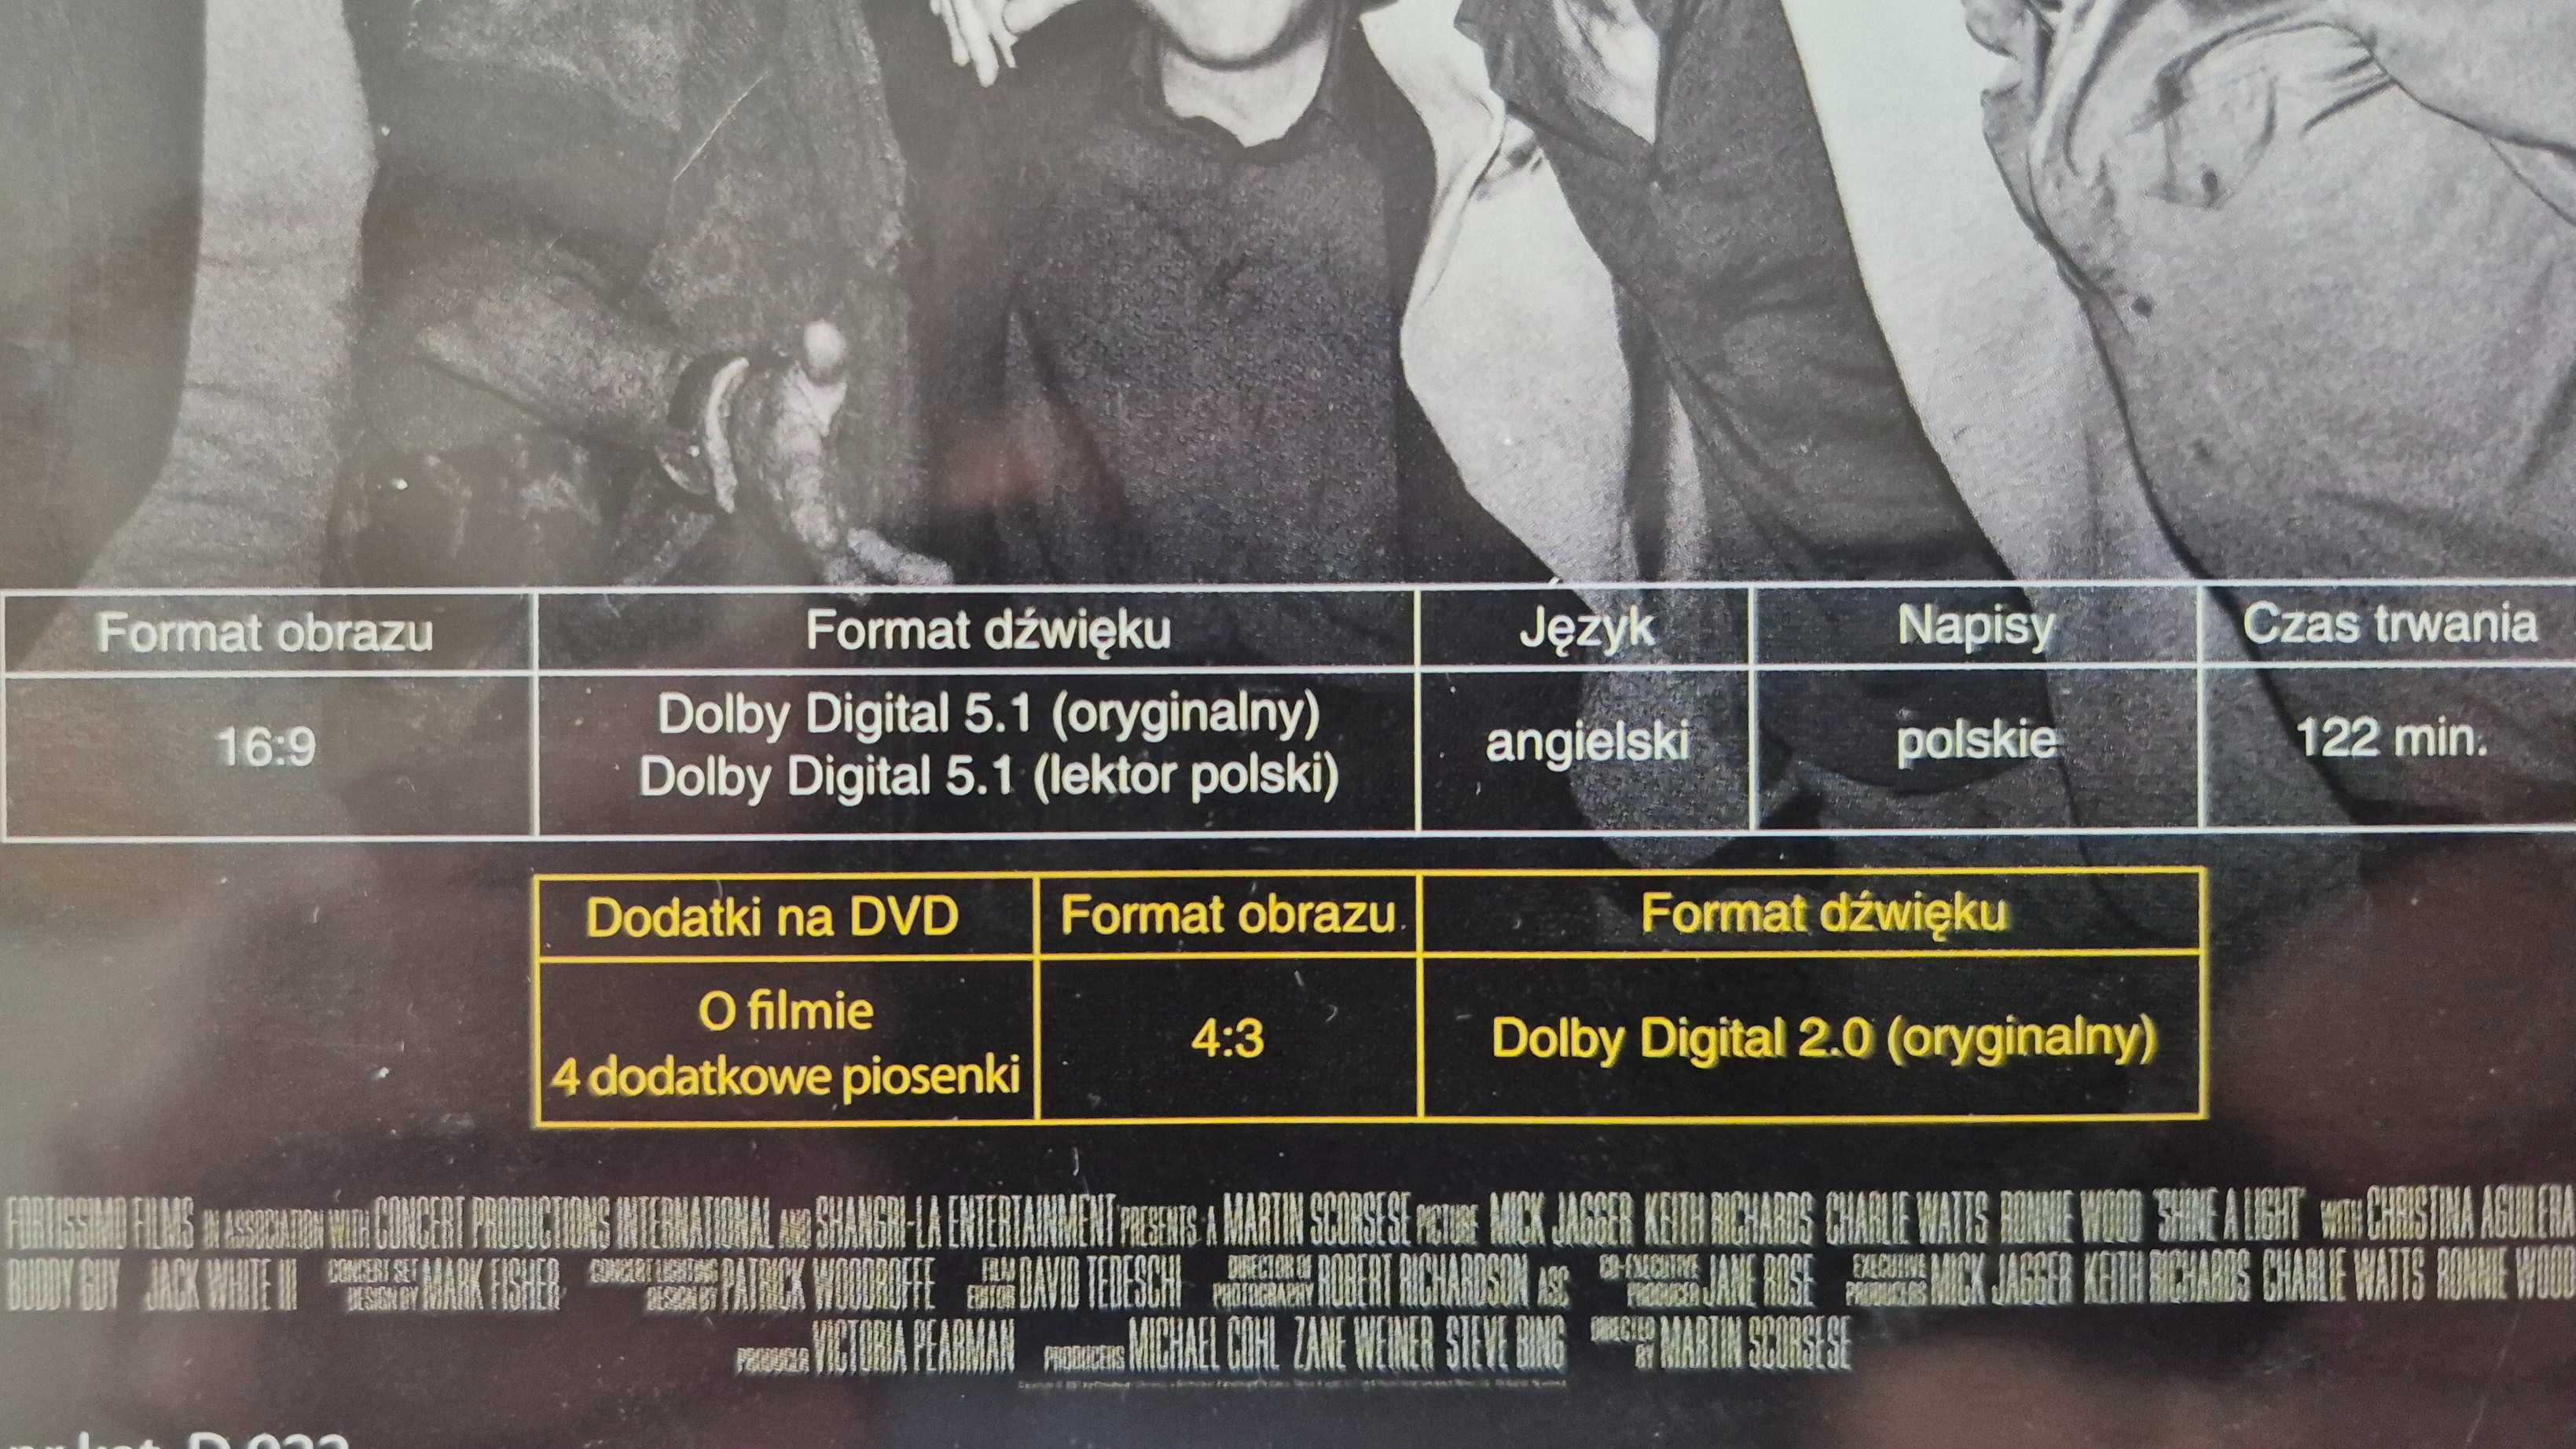 Format obrazu Format dźwięku Język Napisy Czas trwania
16:9 Dolby Digital 5.1 (oryginalny) angielski polskie 122 min.
Dolby Digital 5.1 (lektor polski)
Dodatki na DVD Format obrazu Format dźwięku
O filmie 4:3 Dolby Digital 2.0 (oryginalny)
4 dodatkowe piosenki
FORTISSIMO FILMS IN ASSOCIATION WITH CONCERT PRODUCTIONS INTERNATIONAL AND SHANGRI-LA ENTERTAINMENT PRESENTS A MARTIN SCORSESE PICTURE MICK JAGGER KEITH RICHARDS CHARLIE WATTS RONNIE WOOD 'SHINE A LIGHT' WITH CHRISTINA AGUILERA
BUDDY GUY JACK WHITE III CONCERT SET DESIGN BY MARK FISHER CONCERT LIGHTING DESIGN BY PATRICK WOODROFFE FILM EDITOR DAVID TEDESCHI DIRECTOR OF PHOTOGRAPHY ROBERT RICHARDSON ASC CO-EXECUTIVE PRODUCER JANE ROSE EXECUTIVE PRODUCERS MICK JAGGER KEITH RICHARDS CHARLIE WATTS RONNIE WOOD
PRODUCER VICTORIA PEARMAN PRODUCERS MICHAEL COHL ZANE WEINER STEVE BING DIRECTED BY MARTIN SCORSESE